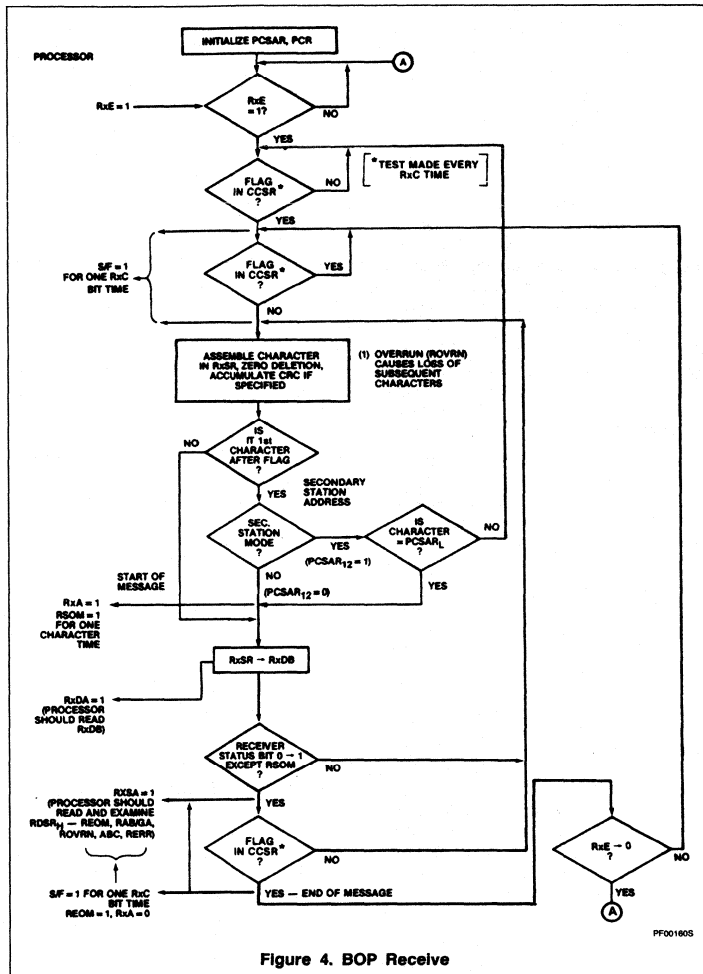 INITIALIZE PCSAR, PCR
PROCESSOR
A
RxE = 1
RxE
= 1?
NO
YES
FLAG
IN CCSR*
?
NO
*TEST MADE EVERY
RxC TIME
YES
S/F = 1
FOR ONE RxC
BIT TIME
FLAG
IN CCSR*
?
YES
NO
ASSEMBLE CHARACTER
IN RxSR, ZERO DELETION,
ACCUMULATE CRC IF
SPECIFIED
(1) OVERRUN (ROVRN)
CAUSES LOSS OF
SUBSEQUENT
CHARACTERS
IS
IT 1st
CHARACTER
AFTER FLAG
?
NO
YES
SECONDARY
STATION
ADDRESS
SEC.
STATION
MODE
?
YES
(PCSAR12 = 1)
IS
CHARACTER
= PCSARL
?
NO
YES
NO
(PCSAR12 = 0)
START OF
MESSAGE
RxA = 1
RSOM = 1
FOR ONE
CHARACTER
TIME
RxSR → RxDB
RxDA = 1
(PROCESSOR
SHOULD READ
RxDB)
RECEIVER
STATUS BIT 0 → 1
EXCEPT RSOM
?
NO
YES
RXSA = 1
(PROCESSOR SHOULD
READ AND EXAMINE
RDSRH — REOM, RAB/GA,
ROVRN, ABC, RERR)
FLAG
IN CCSR*
?
NO
RxE → 0
?
NO
YES
A
S/F = 1 FOR ONE RxC
BIT TIME
REOM = 1, RxA = 0
YES — END OF MESSAGE
PF00160S
Figure 4. BOP Receive